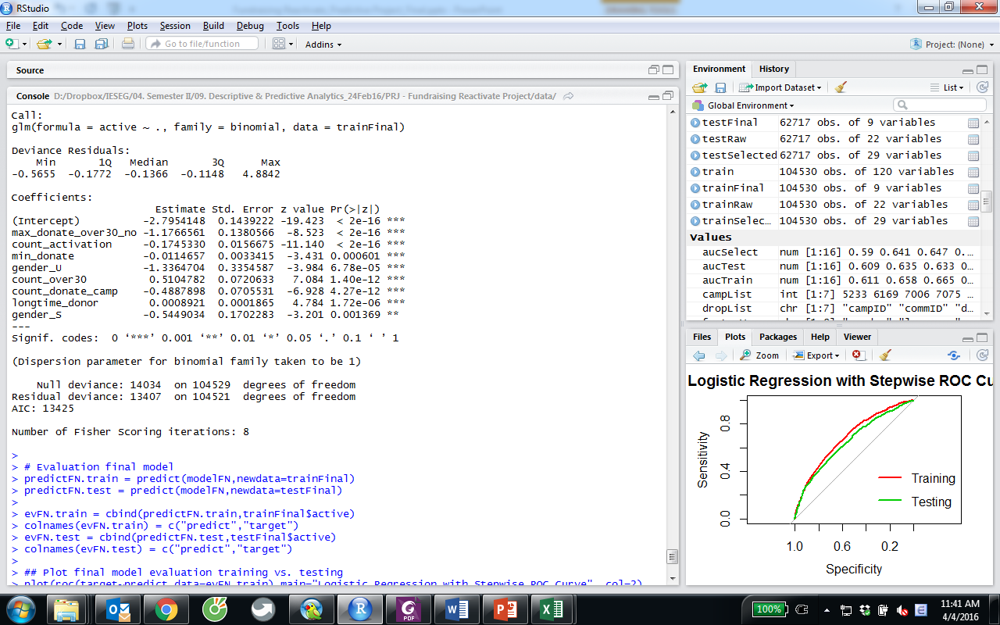 RStudio
File Edit Code View Plots Session Build Debug Tools Help
Go to file/function Addins Project: (None)
Source
Console D:/Dropbox/IESEG/04. Semester II/09. Descriptive & Predictive Analytics_24Feb16/PRJ - Fundraising Reactivate Project/data/
Call:
glm(formula = active ~ ., family = binomial, data = trainFinal)
Deviance Residuals:
Min 1Q Median 3Q Max
-0.5655 -0.1772 -0.1366 -0.1148 4.8842
Coefficients:
Estimate Std. Error z value Pr(>|z|)
(Intercept) -2.7954148 0.1439222 -19.423 < 2e-16 ***
max_donate_over30_no -1.1766561 0.1380566 -8.523 < 2e-16 ***
count_activation -0.1745330 0.0156675 -11.140 < 2e-16 ***
min_donate -0.0114657 0.0033415 -3.431 0.000601 ***
gender_U -1.3364704 0.3354587 -3.984 6.78e-05 ***
count_over30 0.5104782 0.0720633 7.084 1.40e-12 ***
count_donate_camp -0.4887898 0.0705531 -6.928 4.27e-12 ***
longtime_donor 0.0008921 0.0001865 4.784 1.72e-06 ***
gender_S -0.5449034 0.1702283 -3.201 0.001369 **
---
Signif. codes: 0 ‘***’ 0.001 ‘**’ 0.01 ‘*’ 0.05 ‘.’ 0.1 ‘ ’ 1
(Dispersion parameter for binomial family taken to be 1)
Null deviance: 14034 on 104529 degrees of freedom
Residual deviance: 13407 on 104521 degrees of freedom
AIC: 13425
Number of Fisher Scoring iterations: 8
>
> # Evaluation final model
> predictFN.train = predict(modelFN,newdata=trainFinal)
> predictFN.test = predict(modelFN,newdata=testFinal)
>
> evFN.train = cbind(predictFN.train,trainFinal$active)
> colnames(evFN.train) = c("predict","target")
> evFN.test = cbind(predictFN.test,testFinal$active)
> colnames(evFN.test) = c("predict","target")
>
> ## Plot final model evaluation training vs. testing
> plot(roc(target~predict,data=evFN.train),main="Logistic Regression with Stepwise ROC Curve", col=2)
Environment History
Import Dataset List
Global Environment
testFinal 62717 obs. of 9 variables
testRaw 62717 obs. of 22 variables
testSelected 62717 obs. of 29 variables
train 104530 obs. of 120 variables
trainFinal 104530 obs. of 9 variables
trainRaw 104530 obs. of 22 variables
trainSelec… 104530 obs. of 29 variables
Values
aucSelect num [1:16] 0.59 0.641 0.647 0.…
aucTest num [1:16] 0.609 0.635 0.633 0…
aucTrain num [1:16] 0.611 0.658 0.665 0…
campList int [1:7] 5233 6169 7006 7075 …
dropList chr [1:7] "campID" "commID" "d…
Files Plots Packages Help Viewer
Zoom Export
Logistic Regression with Stepwise ROC Cu
Sensitivity
0.0 0.4 0.8
Training
Testing
1.0 0.6 0.2
Specificity
PDF
100%
11:41 AM
4/4/2016